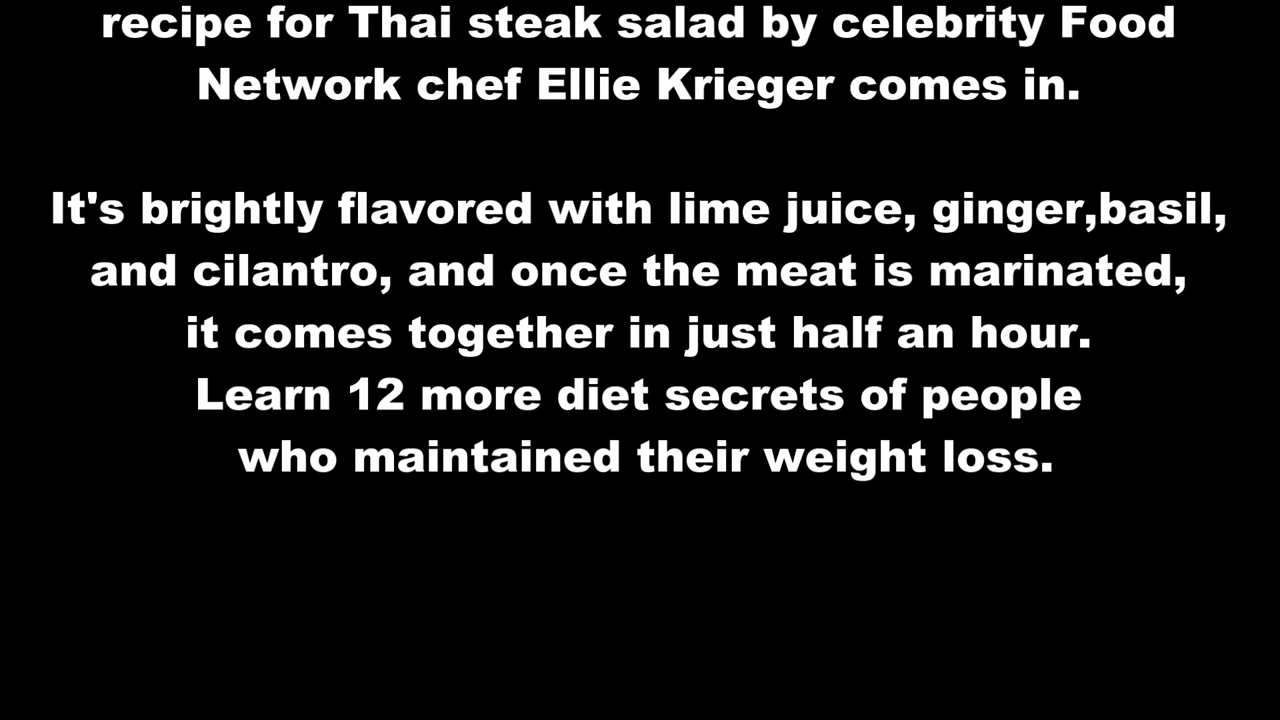 recipe for Thai steak salad by celebrity Food
Network chef Ellie Krieger comes in.
It's brightly flavored with lime juice, ginger,basil,
and cilantro, and once the meat is marinated,
it comes together in just half an hour.
Learn 12 more diet secrets of people
who maintained their weight loss.